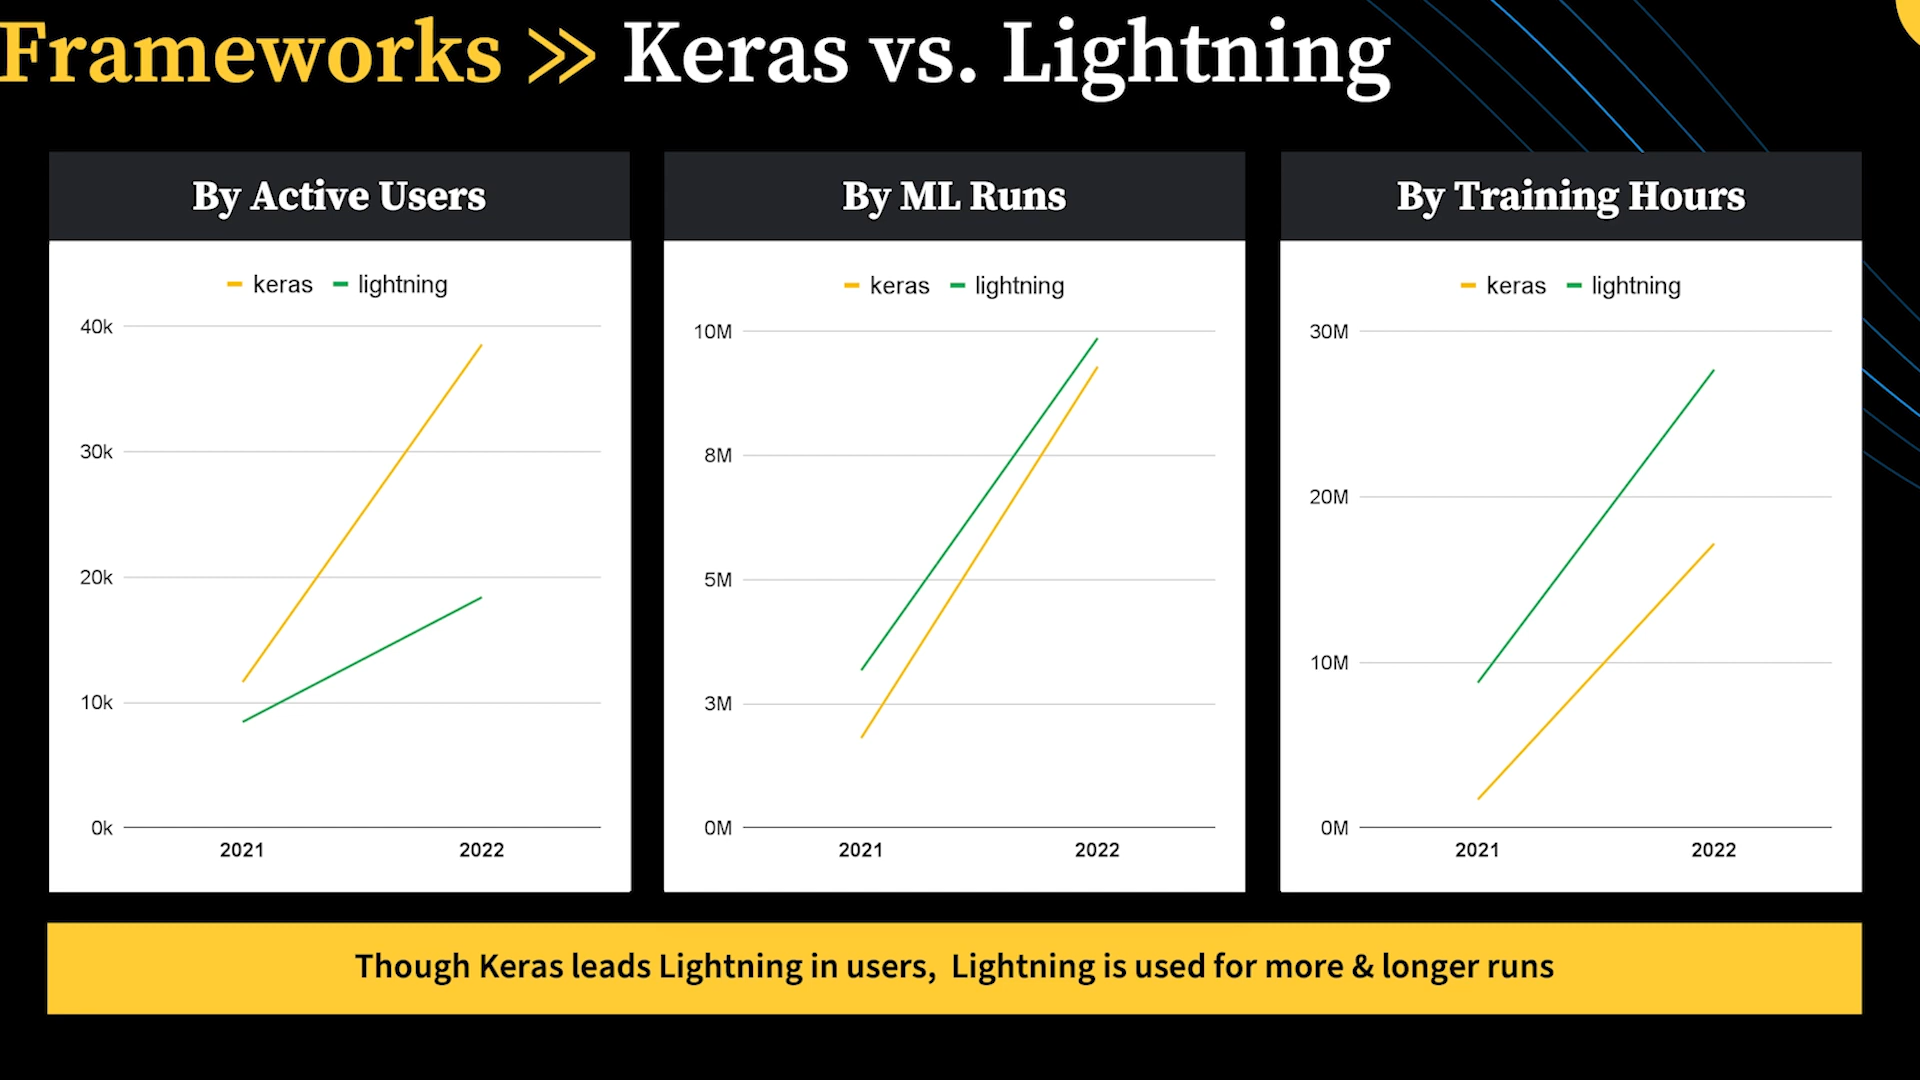 Frameworks >> Keras vs. Lightning
By Active Users
keras lightning
40k
30k
20k
10k
0k
2021 2022
By ML Runs
keras lightning
10M
8M
5M
3M
0M
2021 2022
By Training Hours
keras lightning
30M
20M
10M
0M
2021 2022
Though Keras leads Lightning in users, Lightning is used for more & longer runs